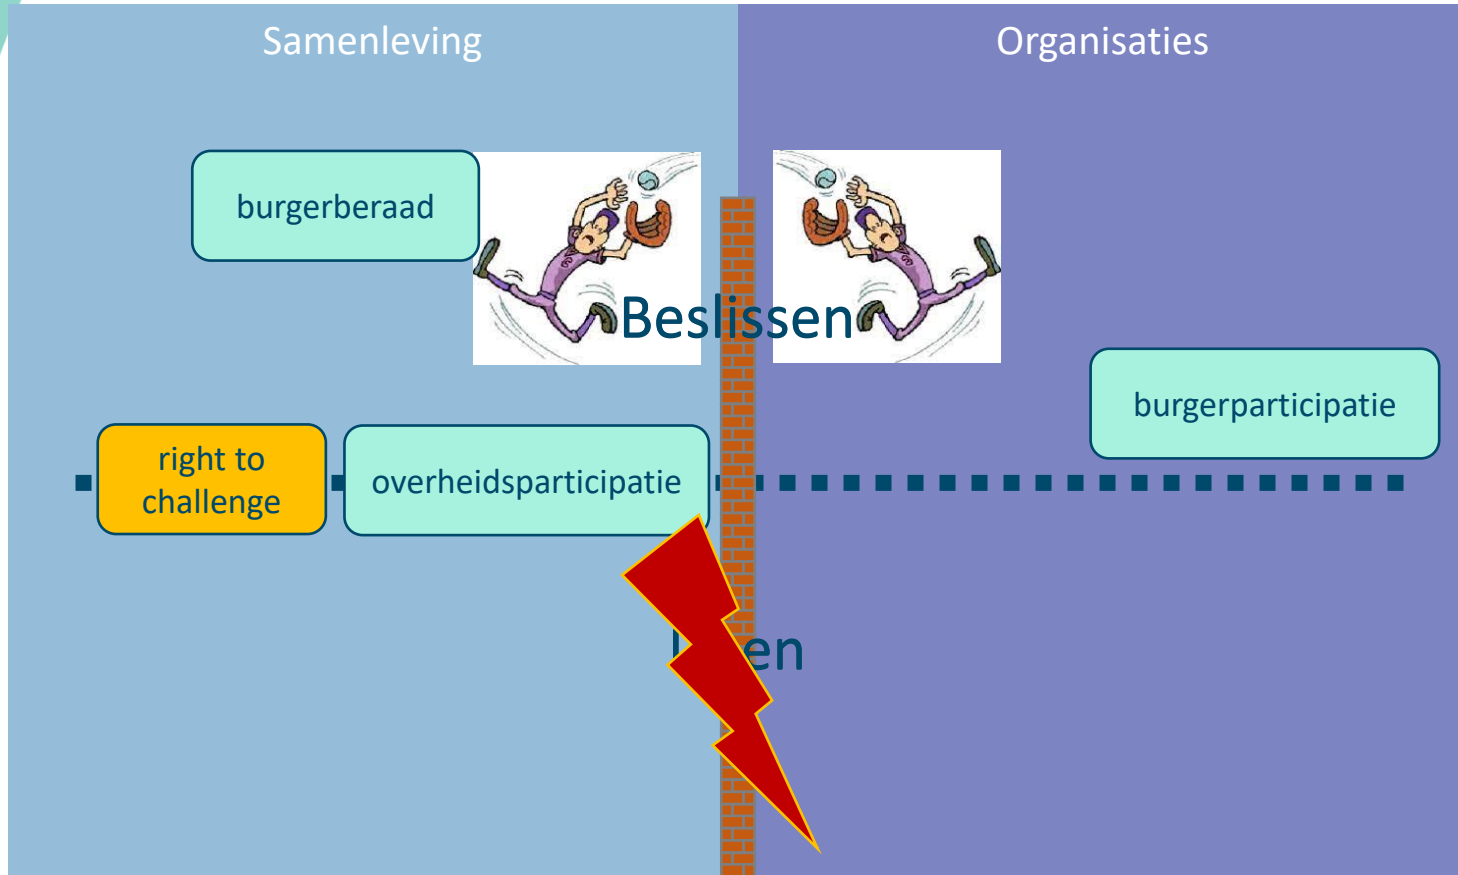 Samenleving
Organisaties
burgerberaad
Beslissen
burgerparticipatie
right to
challenge
overheidsparticipatie